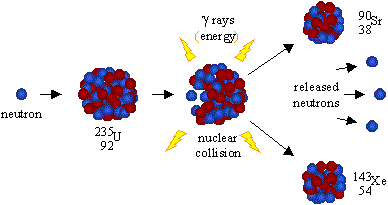 γ rays
(energy)
neutron
235
92
U
nuclear
collision
90
38
Sr
released
neutrons
143
54
Xe